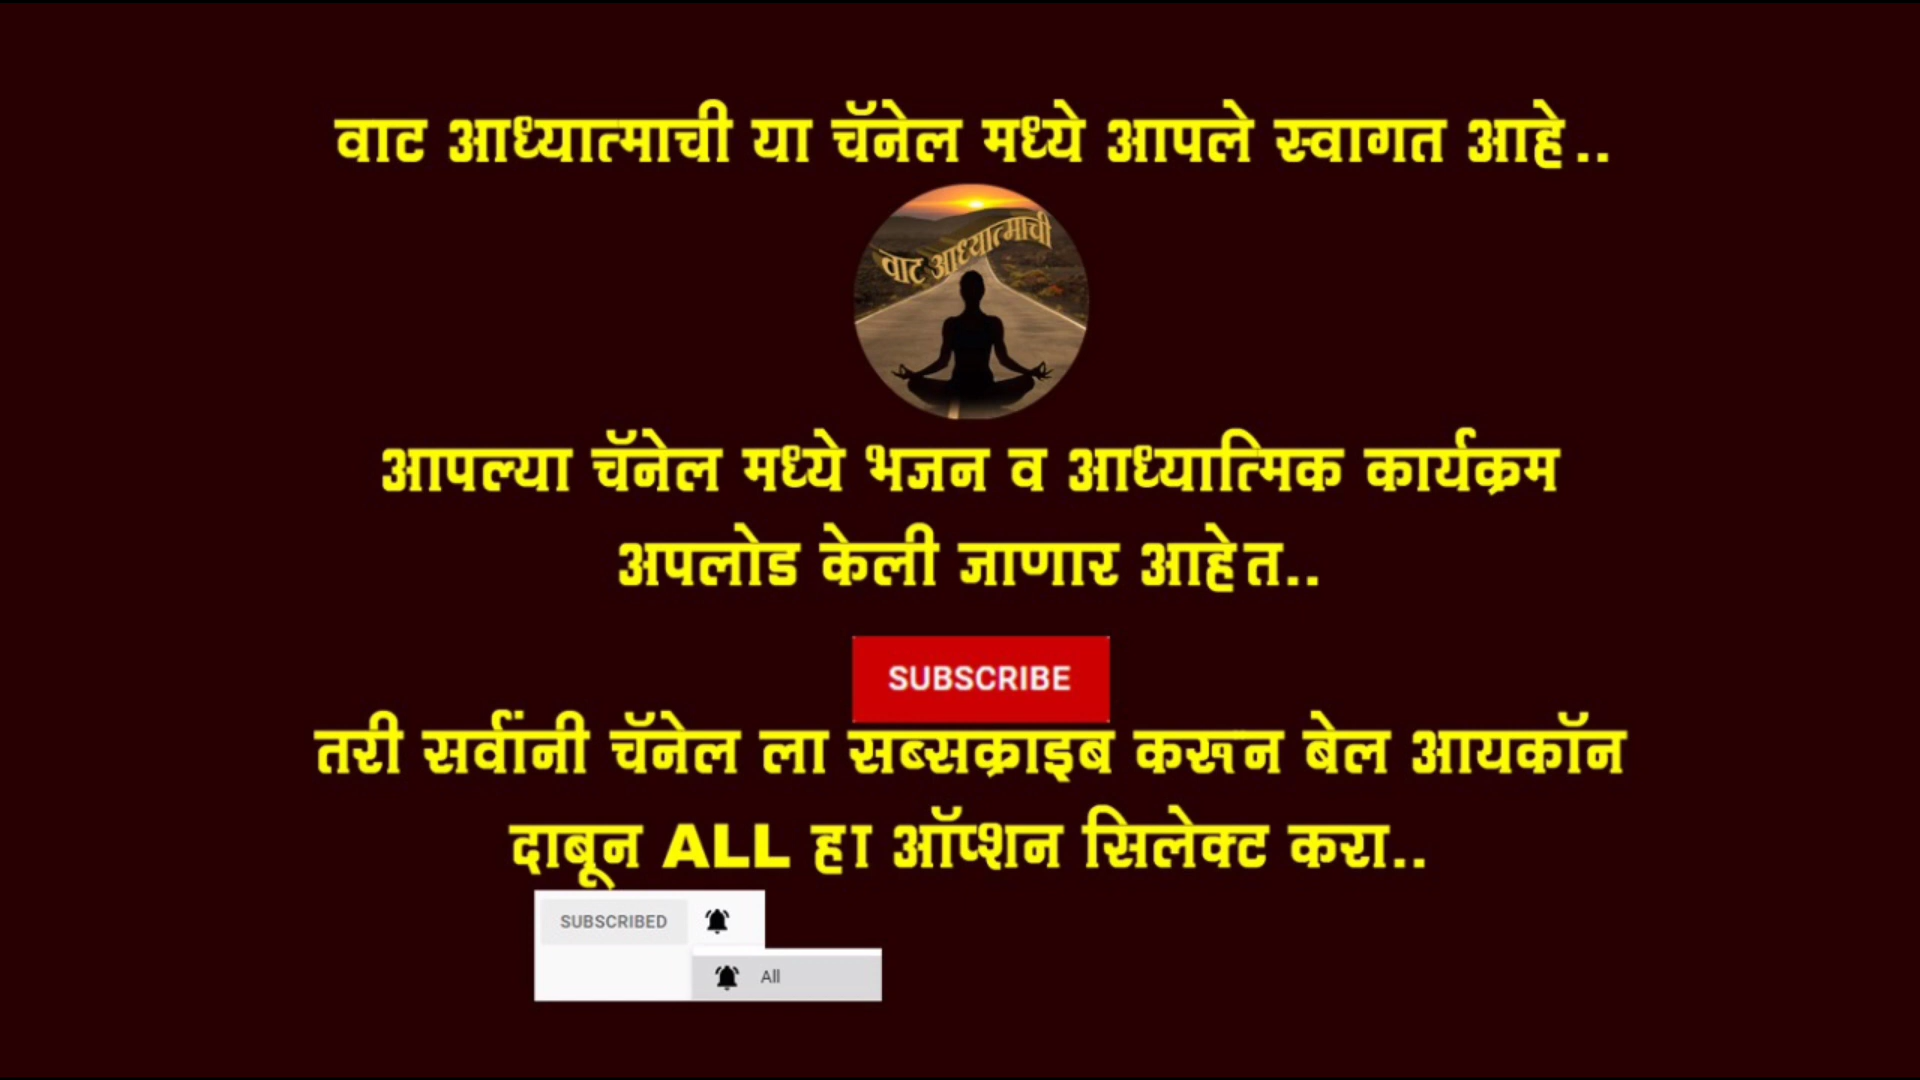 वाट आध्यात्माची या चॅनेल मध्ये आपले स्वागत आहे..
वाट आध्यात्माची
आपल्या चॅनेल मध्ये भजन व आध्यात्मिक कार्यक्रम
अपलोड केली जाणार आहेत..
SUBSCRIBE
तरी सर्वांनी चॅनेल ला सब्सक्राइब करून बेल आयकॉन
दाबून ALL हा ऑप्शन सिलेक्ट करा..
SUBSCRIBED
All